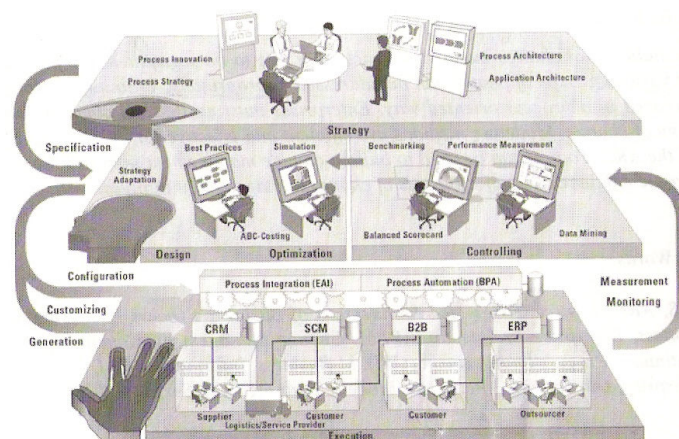 Process Innovation
Process Strategy
Process Architecture
Application Architecture
Strategy
Specification
Strategy
Adaptation
Best Practices
Simulation
Benchmarking
Performance Measurement
ABC-Costing
Balanced Scorecard
Data Mining
Design
Optimization
Controlling
Configuration
Customizing
Generation
Process Integration (EAI)
Process Automation (BPA)
Measurement
Monitoring
CRM
SCM
B2B
ERP
Supplier
Customer
Customer
Outsourcer
Logistics/Service Provider
Execution